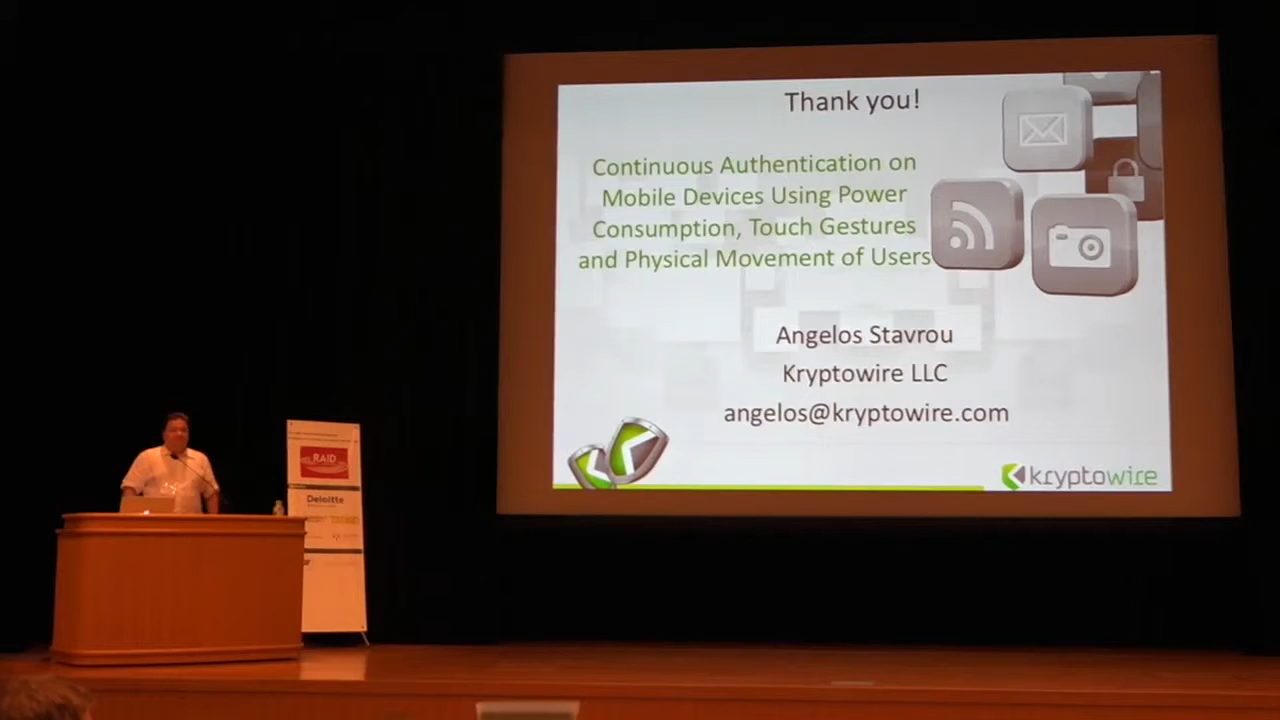 Thank you!
Continuous Authentication on
Mobile Devices Using Power
Consumption, Touch Gestures
and Physical Movement of Users
Angelos Stavrou
Kryptowire LLC
angelos@kryptowire.com
kryptowire
RAID
Deloitte